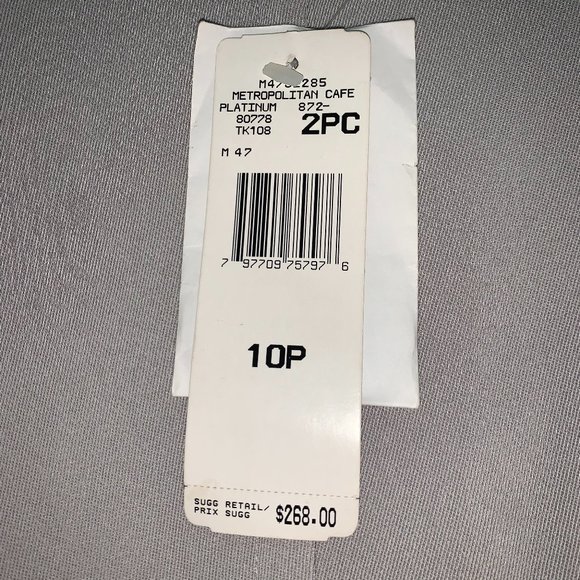 METROPOLITAN CAFE
PLATINUM 872-
80778 2PC
TK108
M 47
7 97709 75797 6
10P
SUGG RETAIL/
PRIX SUGG $268.00